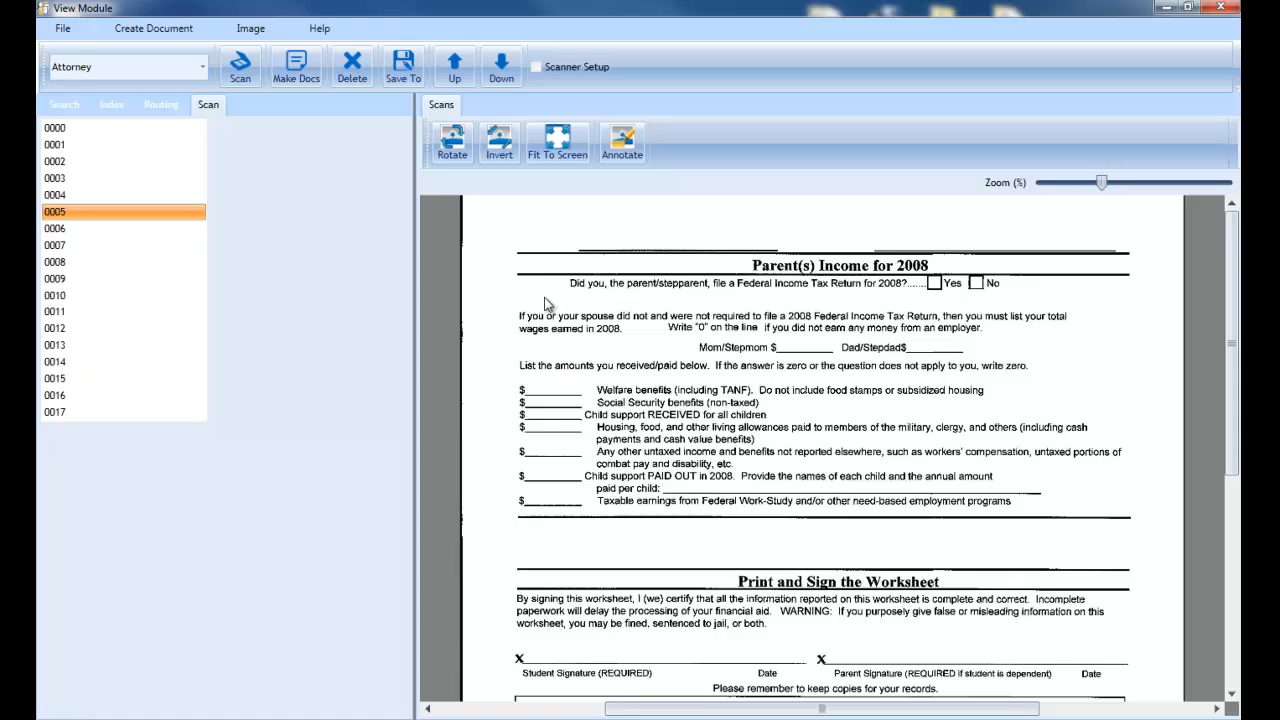 View Module
File Create Document Image Help
Attorney Scan Make Docs Delete Save To Up Down Scanner Setup
Search Index Routing Scan
Scans
0000
0001
0002
0003
0004
0005
0006
0007
0008
0009
0010
0011
0012
0013
0014
0015
0016
0017
Rotate Invert Fit To Screen Annotate
Zoom (%)
Parent(s) Income for 2008
Did you, the parent/stepparent, file a Federal Income Tax Return for 2008?...... Yes No
If you or your spouse did not and were not required to file a 2008 Federal Income Tax Return, then you must list your total
wages earned in 2008. Write "0" on the line if you did not earn any money from an employer.
Mom/Stepmom $_________ Dad/Stepdad$_________
List the amounts you received/paid below. If the answer is zero or the question does not apply to you, write zero.
$_________ Welfare benefits (including TANF). Do not include food stamps or subsidized housing
$_________ Social Security benefits (non-taxed)
$_________ Child support RECEIVED for all children
$_________ Housing, food, and other living allowances paid to members of the military, clergy, and others (including cash
payments and cash value benefits)
$_________ Any other untaxed income and benefits not reported elsewhere, such as workers' compensation, untaxed portions of
combat pay and disability, etc.
$_________ Child support PAID OUT in 2008. Provide the names of each child and the annual amount
paid per child: _________
$_________ Taxable earnings from Federal Work-Study and/or other need-based employment programs
Print and Sign the Worksheet
By signing this worksheet, I (we) certify that all the information reported on this worksheet is complete and correct. Incomplete
paperwork will delay the processing of your financial aid. WARNING: If you purposely give false or misleading information on this
worksheet, you may be fined, sentenced to jail, or both.
X X
Student Signature (REQUIRED) Date Parent Signature (REQUIRED if student is dependent) Date
Please remember to keep copies for your records.